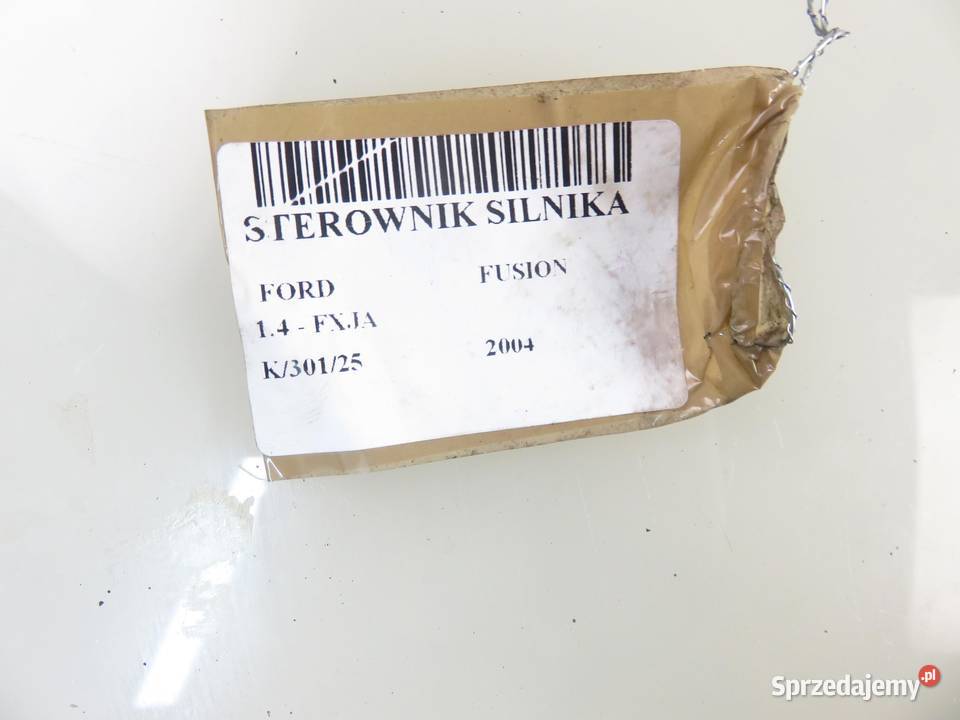 STEROWNIK SILNIKA
FORD FUSION
1.4 - FXJA
K/301/25 2004
Sprzedajemy.pl